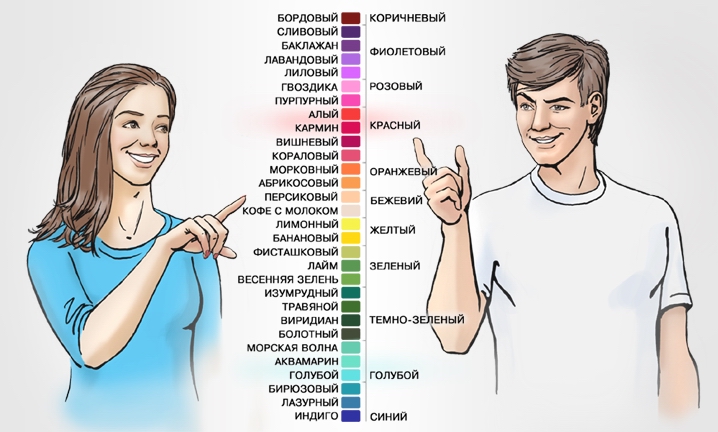 БОРДОВЫЙ КОРИЧНЕВЫЙ
СЛИВОВЫЙ
БАКЛАЖАН ФИОЛЕТОВЫЙ
ЛАВАНДОВЫЙ
ЛИЛОВЫЙ
ГВОЗДИКА РОЗОВЫЙ
ПУРПУРНЫЙ
АЛЫЙ
КАРМИН КРАСНЫЙ
ВИШНЕВЫЙ
КОРАЛОВЫЙ
МОРКОВНЫЙ ОРАНЖЕВЫЙ
АБРИКОСОВЫЙ
ПЕРСИКОВЫЙ БЕЖЕВИЙ
КОФЕ С МОЛОКОМ
ЛИМОННЫЙ ЖЕЛТЫЙ
БАНАНОВЫЙ
ФИСТАШКОВЫЙ
ЛАЙМ ЗЕЛЕНЫЙ
ВЕСЕННЯЯ ЗЕЛЕНЬ
ИЗУМРУДНЫЙ
ТРАВЯНОЙ
ВИРИДИАН ТЕМНО-ЗЕЛЕНЫЙ
БОЛОТНЫЙ
МОРСКАЯ ВОЛНА
АКВАМАРИН
ГОЛУБОЙ ГОЛУБОЙ
БИРЮЗОВЫЙ
ЛАЗУРНЫЙ
ИНДИГО СИНИЙ